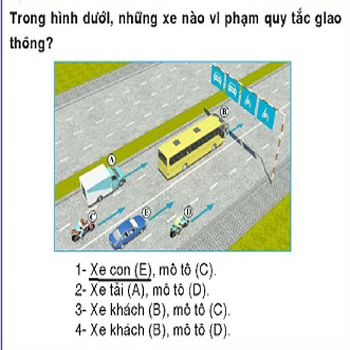 Trong hình dưới, những xe nào vi phạm quy tắc giao
thông?
A
B
C
E
D
1- Xe con (E), mô tô (C).
2- Xe tải (A), mô tô (D).
3- Xe khách (B), mô tô (C).
4- Xe khách (B), mô tô (D).